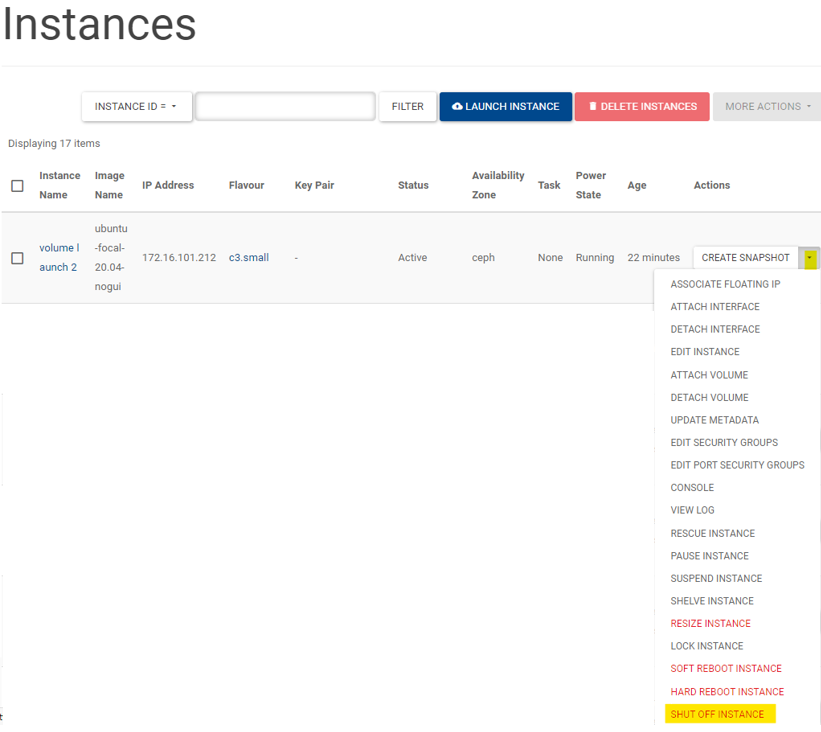 Instances
INSTANCE ID = FILTER LAUNCH INSTANCE DELETE INSTANCES MORE ACTIONS
Displaying 17 items
Instance Name Image Name IP Address Flavour Key Pair Status Availability Zone Task Power State Age Actions
volume l
aunch 2
ubuntu
-focal-
20.04-
nogui
172.16.101.212 c3.small - Active ceph None Running 22 minutes CREATE SNAPSHOT
ASSOCIATE FLOATING IP
ATTACH INTERFACE
DETACH INTERFACE
EDIT INSTANCE
ATTACH VOLUME
DETACH VOLUME
UPDATE METADATA
EDIT SECURITY GROUPS
EDIT PORT SECURITY GROUPS
CONSOLE
VIEW LOG
RESCUE INSTANCE
PAUSE INSTANCE
SUSPEND INSTANCE
SHELVE INSTANCE
RESIZE INSTANCE
LOCK INSTANCE
SOFT REBOOT INSTANCE
HARD REBOOT INSTANCE
SHUT OFF INSTANCE
t